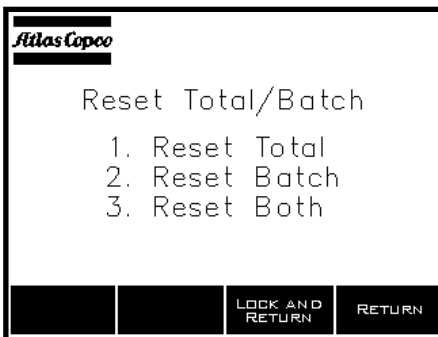 Atlas Copco
Reset Total/Batch
1. Reset Total
2. Reset Batch
3. Reset Both
LOCK AND
RETURN
RETURN